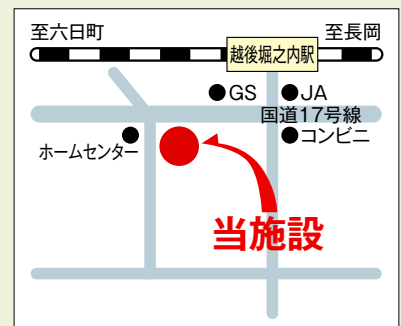 至六日町
至長岡
越後堀之内駅
GS
JA
国道17号線
コンビニ
ホームセンター
当施設